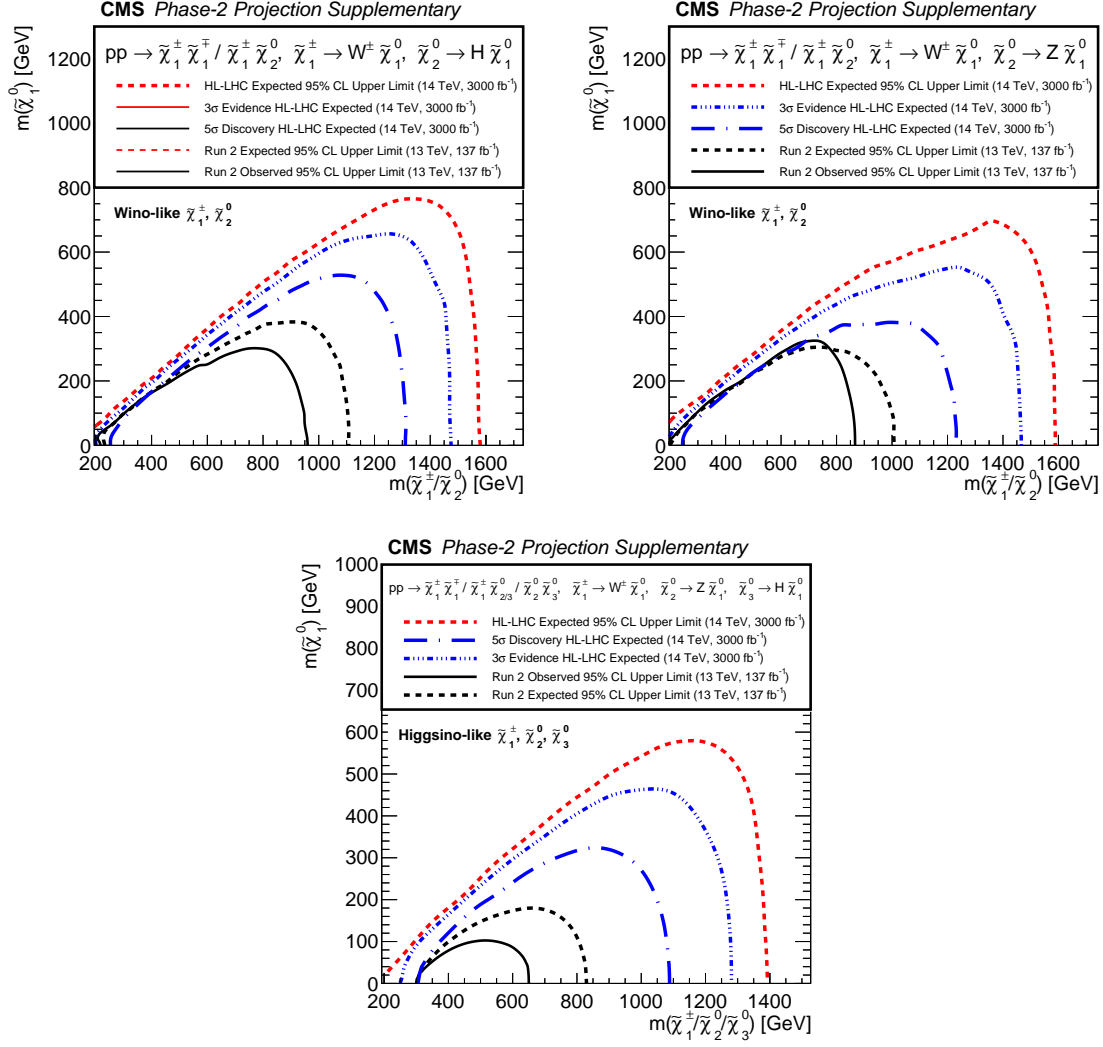 CMS Phase-2 Projection Supplementary
m(χ̃₁⁰) [GeV]
pp → χ̃₁± χ̃₁∓ / χ̃₁± χ̃₂⁰, χ̃₁± → W± χ̃₁⁰, χ̃₂⁰ → H χ̃₁⁰
HL-LHC Expected 95% CL Upper Limit (14 TeV, 3000 fb⁻¹)
3σ Evidence HL-LHC Expected (14 TeV, 3000 fb⁻¹)
5σ Discovery HL-LHC Expected (14 TeV, 3000 fb⁻¹)
Run 2 Expected 95% CL Upper Limit (13 TeV, 137 fb⁻¹)
Run 2 Observed 95% CL Upper Limit (13 TeV, 137 fb⁻¹)
Wino-like χ̃₁±, χ̃₂⁰
1200
1000
800
600
400
200
0
200 400 600 800 1000 1200 1400 1600
m(χ̃₁±/χ̃₂⁰) [GeV]
CMS Phase-2 Projection Supplementary
m(χ̃₁⁰) [GeV]
pp → χ̃₁± χ̃₁∓ / χ̃₁± χ̃₂⁰, χ̃₁± → W± χ̃₁⁰, χ̃₂⁰ → Z χ̃₁⁰
HL-LHC Expected 95% CL Upper Limit (14 TeV, 3000 fb⁻¹)
3σ Evidence HL-LHC Expected (14 TeV, 3000 fb⁻¹)
5σ Discovery HL-LHC Expected (14 TeV, 3000 fb⁻¹)
Run 2 Expected 95% CL Upper Limit (13 TeV, 137 fb⁻¹)
Run 2 Observed 95% CL Upper Limit (13 TeV, 137 fb⁻¹)
Wino-like χ̃₁±, χ̃₂⁰
1200
1000
800
600
400
200
0
200 400 600 800 1000 1200 1400 1600
m(χ̃₁±/χ̃₂⁰) [GeV]
CMS Phase-2 Projection Supplementary
m(χ̃₁⁰) [GeV]
pp → χ̃₁± χ̃₁∓ / χ̃₁± χ̃₂/₃⁰ / χ̃₂⁰ χ̃₃⁰, χ̃₁± → W± χ̃₁⁰, χ̃₂⁰ → Z χ̃₁⁰, χ̃₃⁰ → H χ̃₁⁰
HL-LHC Expected 95% CL Upper Limit (14 TeV, 3000 fb⁻¹)
5σ Discovery HL-LHC Expected (14 TeV, 3000 fb⁻¹)
3σ Evidence HL-LHC Expected (14 TeV, 3000 fb⁻¹)
Run 2 Observed 95% CL Upper Limit (13 TeV, 137 fb⁻¹)
Run 2 Expected 95% CL Upper Limit (13 TeV, 137 fb⁻¹)
Higgsino-like χ̃₁±, χ̃₂⁰, χ̃₃⁰
1000
900
800
700
600
500
400
300
200
100
0
200 400 600 800 1000 1200 1400
m(χ̃₁±/χ̃₂⁰/χ̃₃⁰) [GeV]